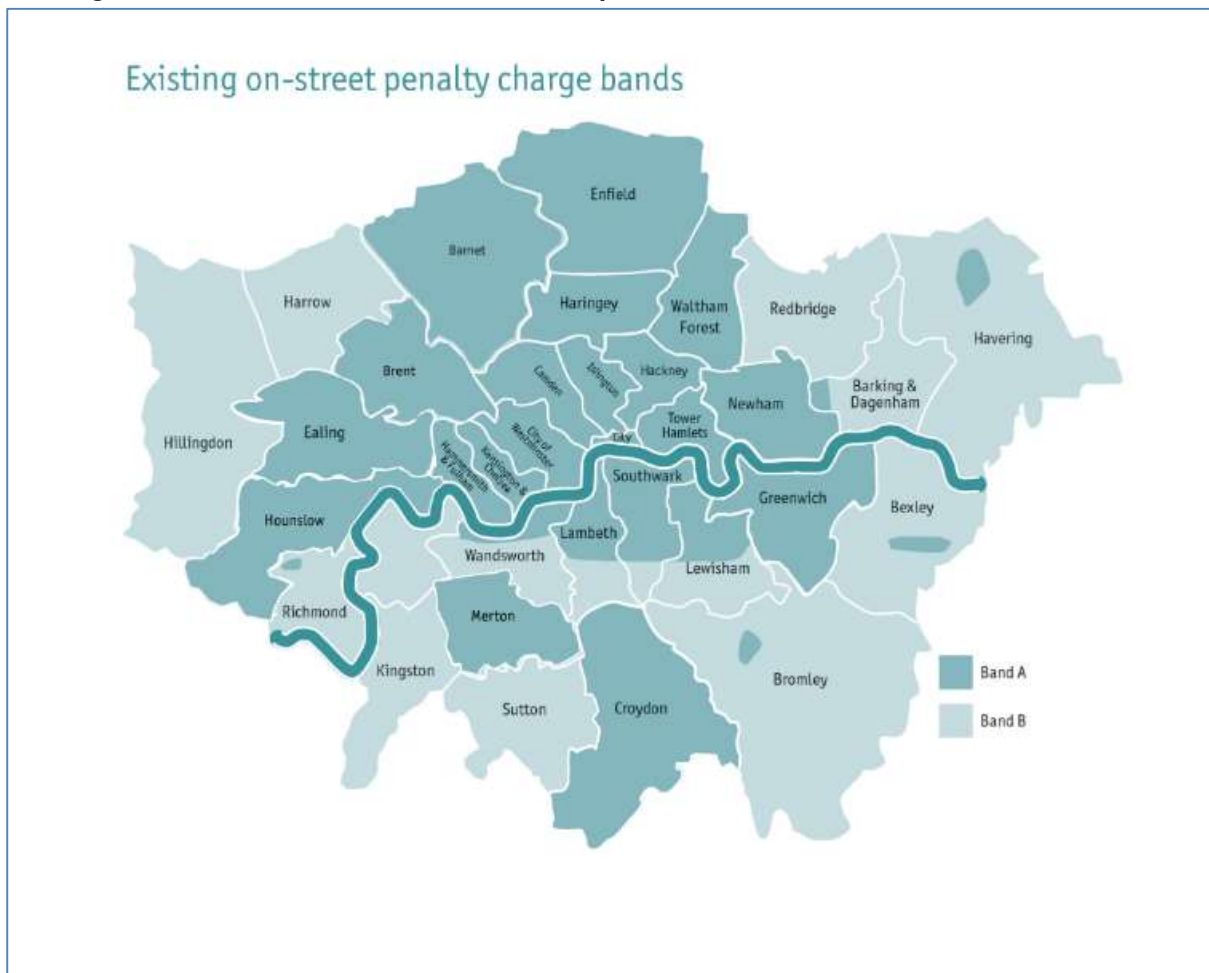 Existing on-street penalty charge bands
Enfield
Barnet
Harrow
Haringey
Waltham
Forest
Redbridge
Havering
Brent
Camden
Islington
Hackney
Newham
Barking &
Dagenham
Hillingdon
Ealing
Hammersmith
& Fulham
Kensington &
Chelsea
City of
Westminster
City
Tower
Hamlets
Southwark
Greenwich
Bexley
Hounslow
Lambeth
Wandsworth
Lewisham
Richmond
Merton
Kingston
Bromley
Band A
Sutton
Croydon
Band B